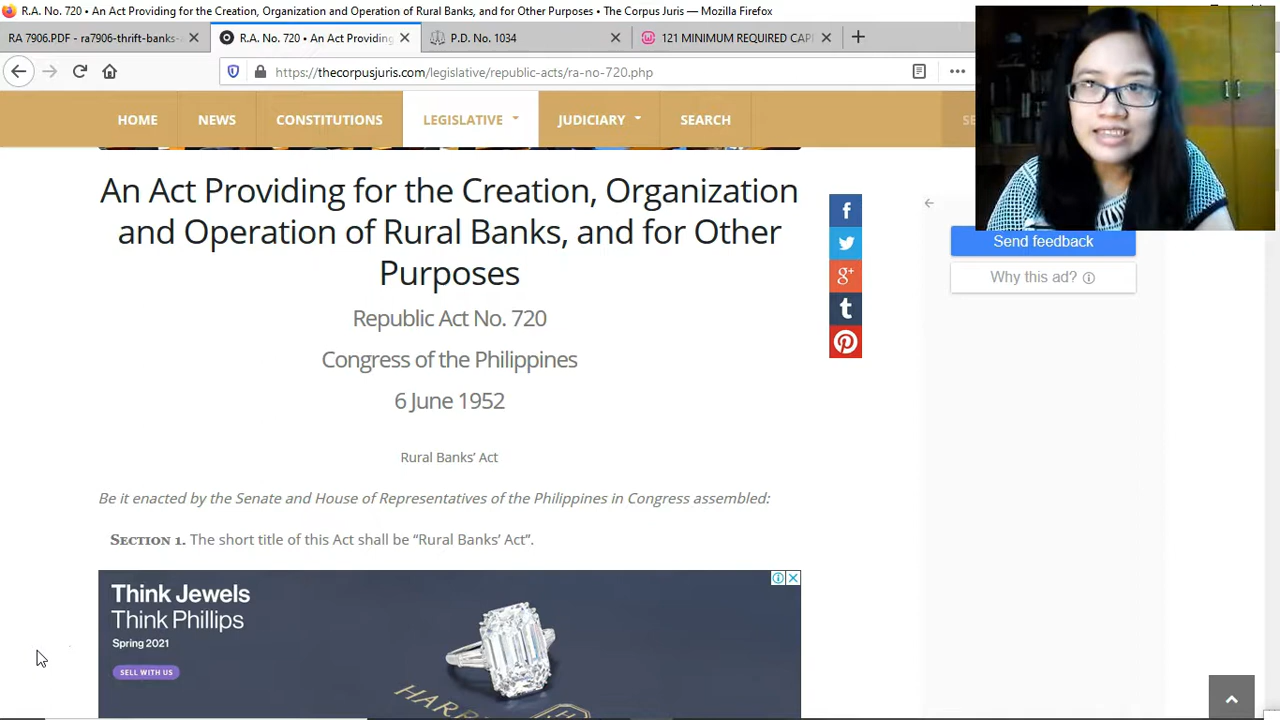 R.A. No. 720 • An Act Providing for the Creation, Organization and Operation of Rural Banks, and for Other Purposes • The Corpus Juris — Mozilla Firefox
RA 7906.PDF - ra7906-thrift-banks-
R.A. No. 720 • An Act Providing
P.D. No. 1034
121 MINIMUM REQUIRED CAP
https://thecorpusjuris.com/legislative/republic-acts/ra-no-720.php
HOME
NEWS
CONSTITUTIONS
LEGISLATIVE
JUDICIARY
SEARCH
SE
An Act Providing for the Creation, Organization
and Operation of Rural Banks, and for Other
Purposes
Republic Act No. 720
Congress of the Philippines
6 June 1952
Rural Banks’ Act
Be it enacted by the Senate and House of Representatives of the Philippines in Congress assembled:
SECTION 1. The short title of this Act shall be “Rural Banks’ Act”.
f
g+
t
Send feedback
Why this ad?
Think Jewels
Think Phillips
Spring 2021
SELL WITH US
HARR
H